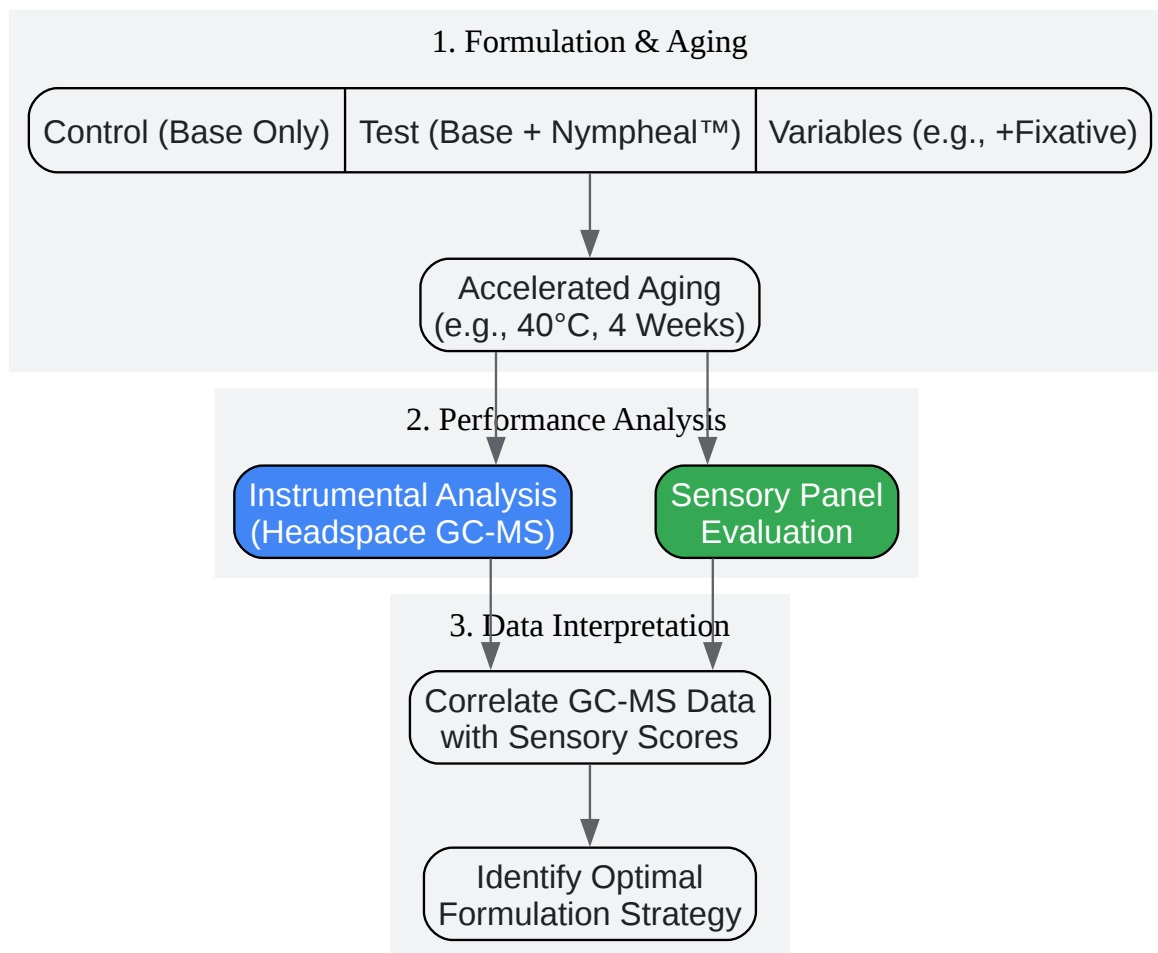 1. Formulation & Aging
Control (Base Only)
Test (Base + Nympheal™)
Variables (e.g., +Fixative)
Accelerated Aging
(e.g., 40°C, 4 Weeks)
2. Performance Analysis
Instrumental Analysis
(Headspace GC-MS)
Sensory Panel
Evaluation
3. Data Interpretation
Correlate GC-MS Data
with Sensory Scores
Identify Optimal
Formulation Strategy